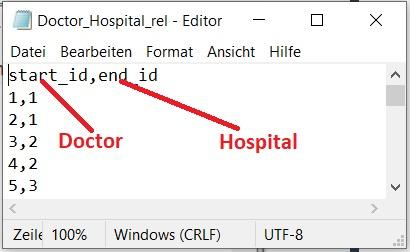 Doctor_Hospital_rel - Editor
Datei Bearbeiten Format Ansicht Hilfe
start_id,end_id
1,1
2,1
3,2
4,2
5,3
Doctor
Hospital
Zeile 100% Windows (CRLF) UTF-8